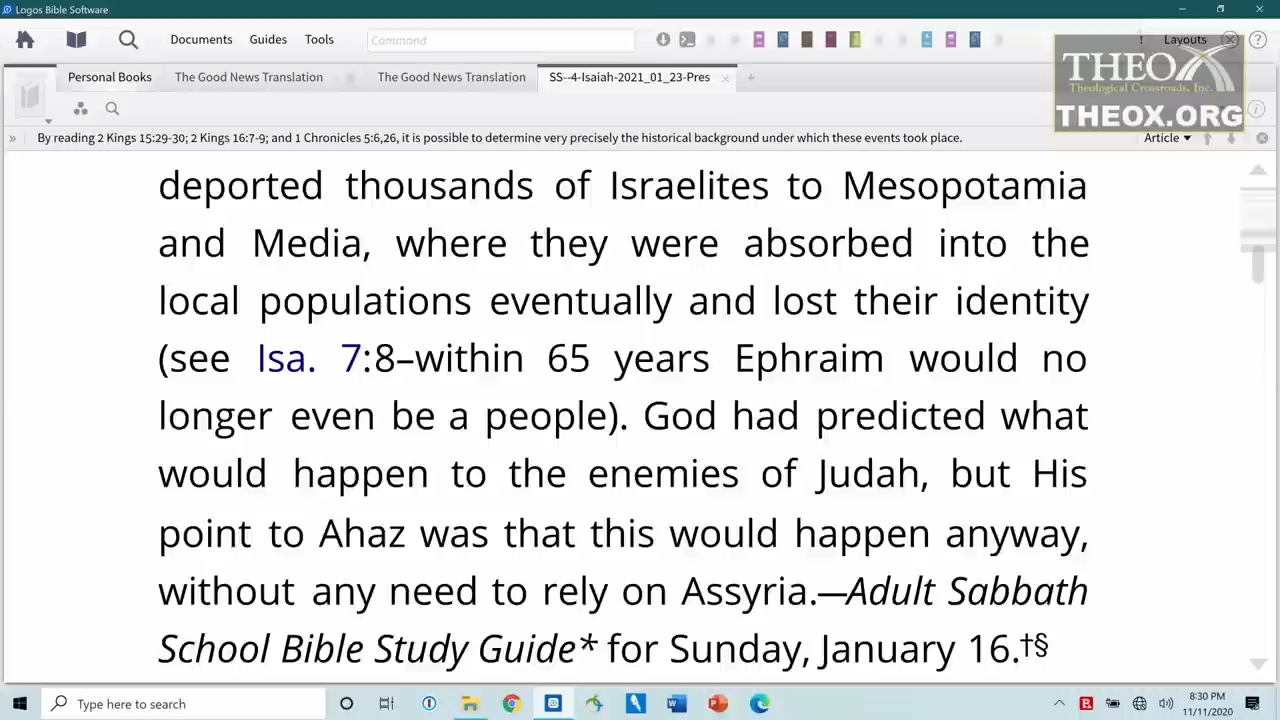 Logos Bible Software
Documents Guides Tools Command Layouts
Personal Books The Good News Translation The Good News Translation SS--4-Isaiah-2021_01_23-Pres
THEOX
Theological Crossroads, Inc.
THEOX.ORG
» By reading 2 Kings 15:29-30; 2 Kings 16:7-9; and 1 Chronicles 5:6,26, it is possible to determine very precisely the historical background under which these events took place. Article
deported thousands of Israelites to Mesopotamia
and Media, where they were absorbed into the
local populations eventually and lost their identity
(see Isa. 7:8–within 65 years Ephraim would no
longer even be a people). God had predicted what
would happen to the enemies of Judah, but His
point to Ahaz was that this would happen anyway,
without any need to rely on Assyria.—Adult Sabbath
School Bible Study Guide* for Sunday, January 16.†§
Type here to search
8:30 PM
11/11/2020